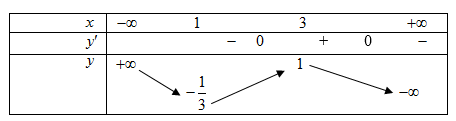 x −∞ 1 3 +∞
y′ − 0 + 0 −
y +∞ −1/3 1 −∞